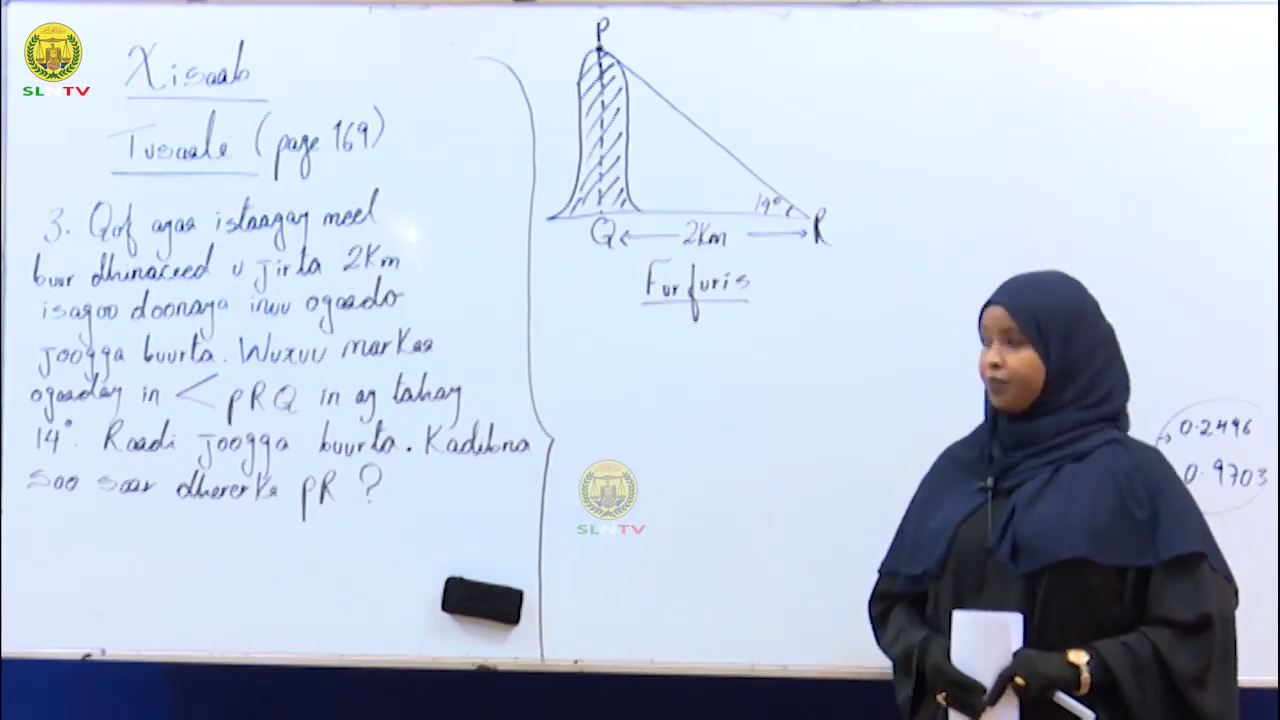 SLNTV
Xisaab
Tusaale (page 169)
3. Qof ayaa istaagay meel
buur dhinaceed u jirta 2Km
isagoo doonaya inuu ogaado
joogga buurta. Wuxuu markaa
ogaaday in < PRQ in ay tahay
14°. Raadi joogga buurta. Kadibna
soo saar dhererka PR ?
P
14°
Q
2Km
R
Furfuris
0.2496
0.9703
SLNTV